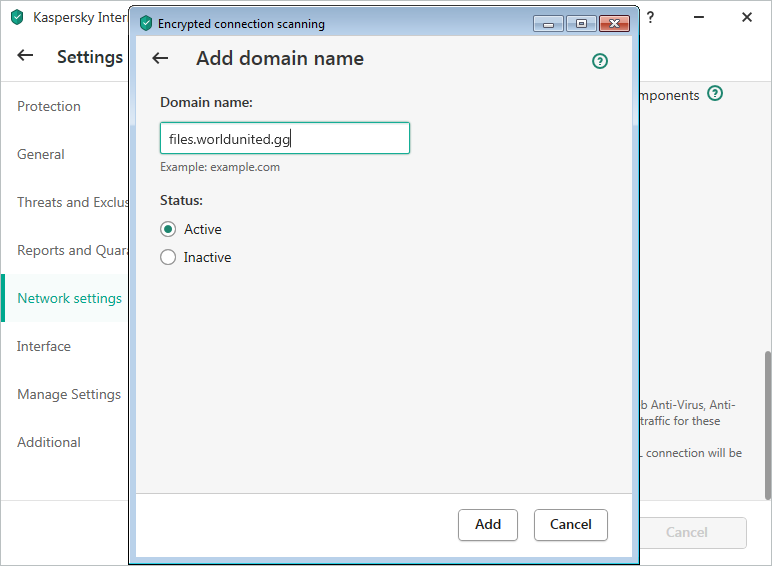 Kaspersky Inter
?
Encrypted connection scanning
Settings
Add domain name
?
Protection
General
Threats and Exclus
Reports and Quara
Network settings
Interface
Manage Settings
Additional
Domain name:
files.worldunited.gg
Example: example.com
Status:
Active
Inactive
Add
Cancel
mponents
?
b Anti-Virus, Anti-
traffic for these
L connection will be
Cancel